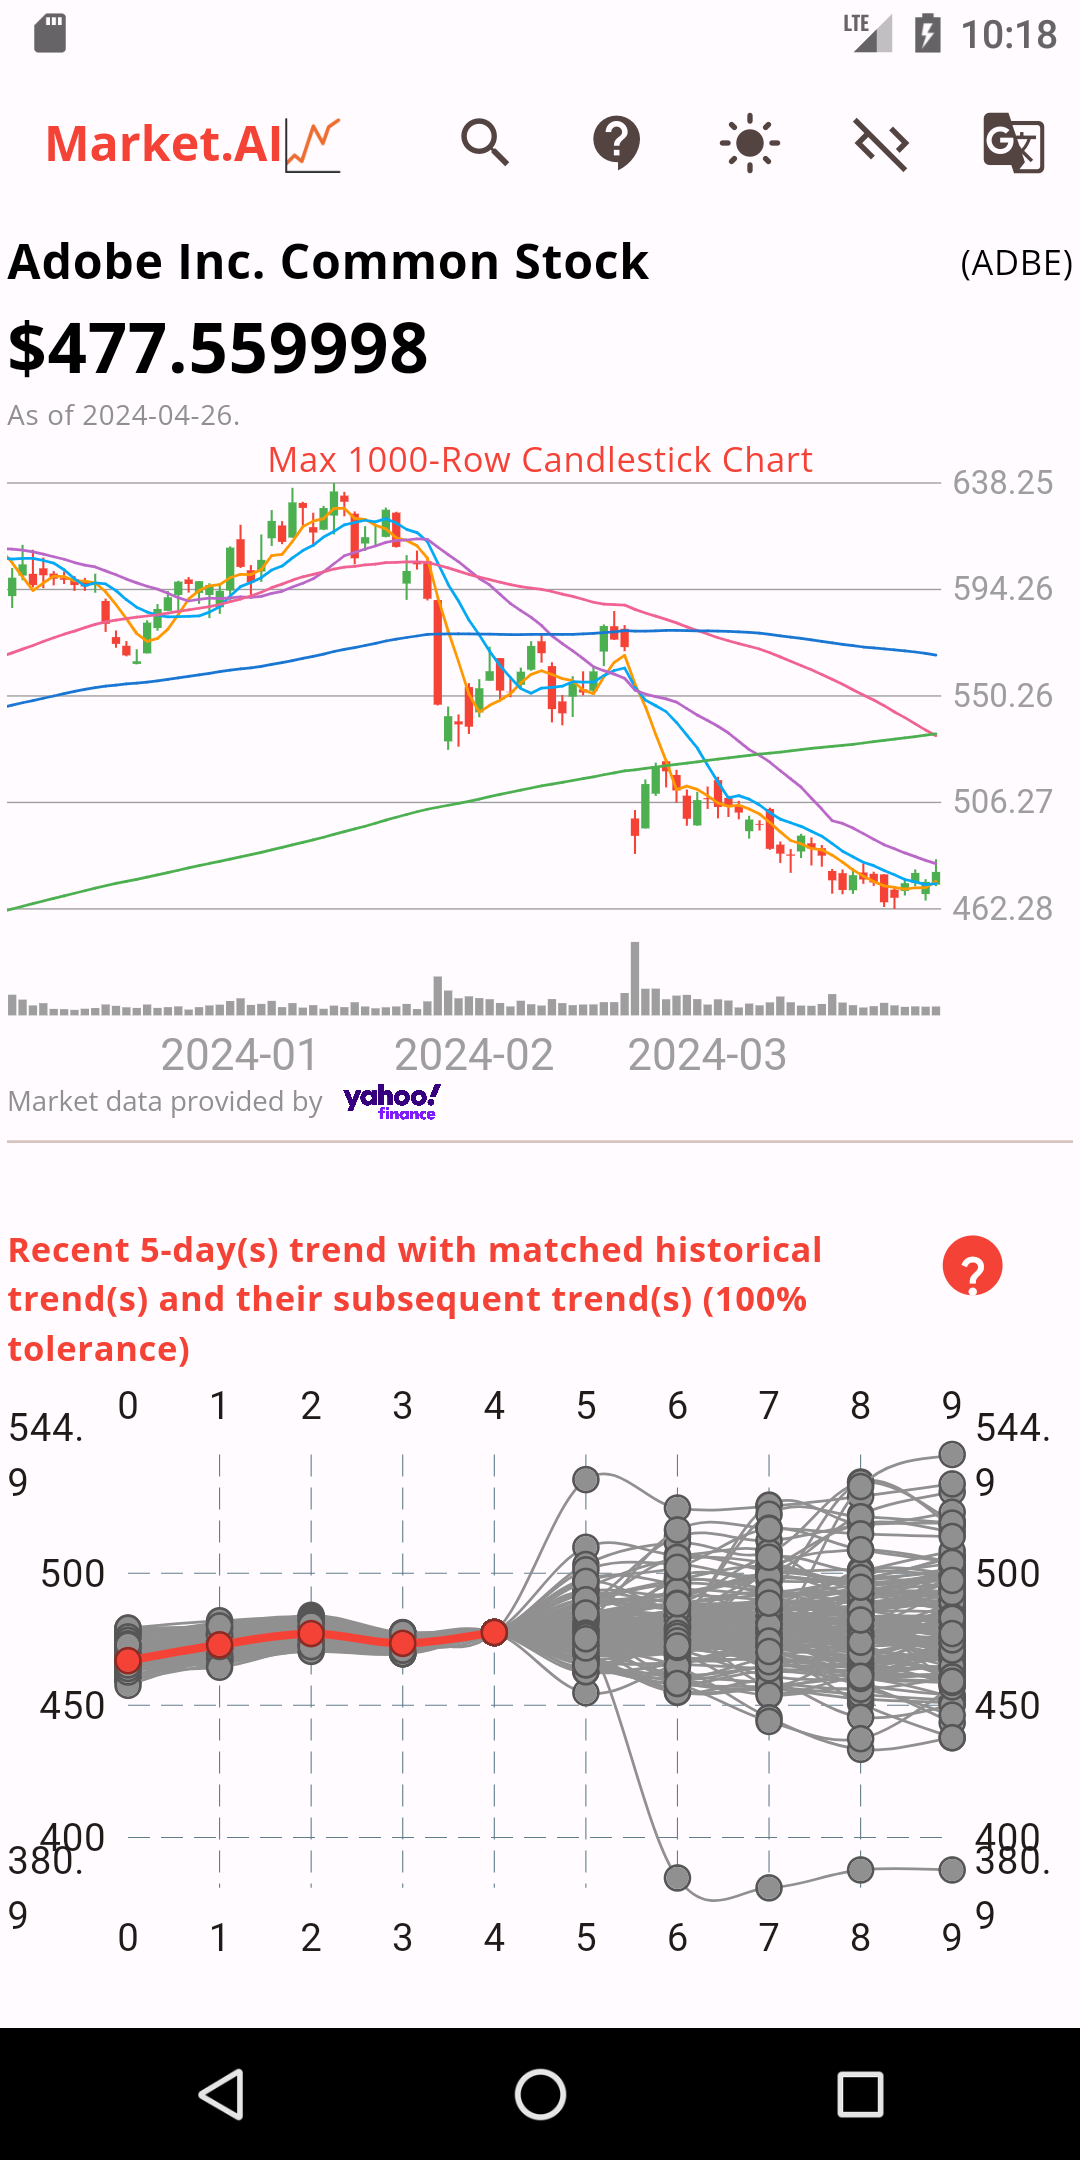 LTE 10:18
Market.AI
Adobe Inc. Common Stock (ADBE)
$477.559998
As of 2024-04-26.
Max 1000-Row Candlestick Chart
638.25
594.26
550.26
506.27
462.28
2024-01 2024-02 2024-03
Market data provided by yahoo! finance
Recent 5-day(s) trend with matched historical
trend(s) and their subsequent trend(s) (100%
tolerance)
0 1 2 3 4 5 6 7 8 9
544. 544.
9 9
500 500
450 450
400 400
380. 380.
9 9
0 1 2 3 4 5 6 7 8 9